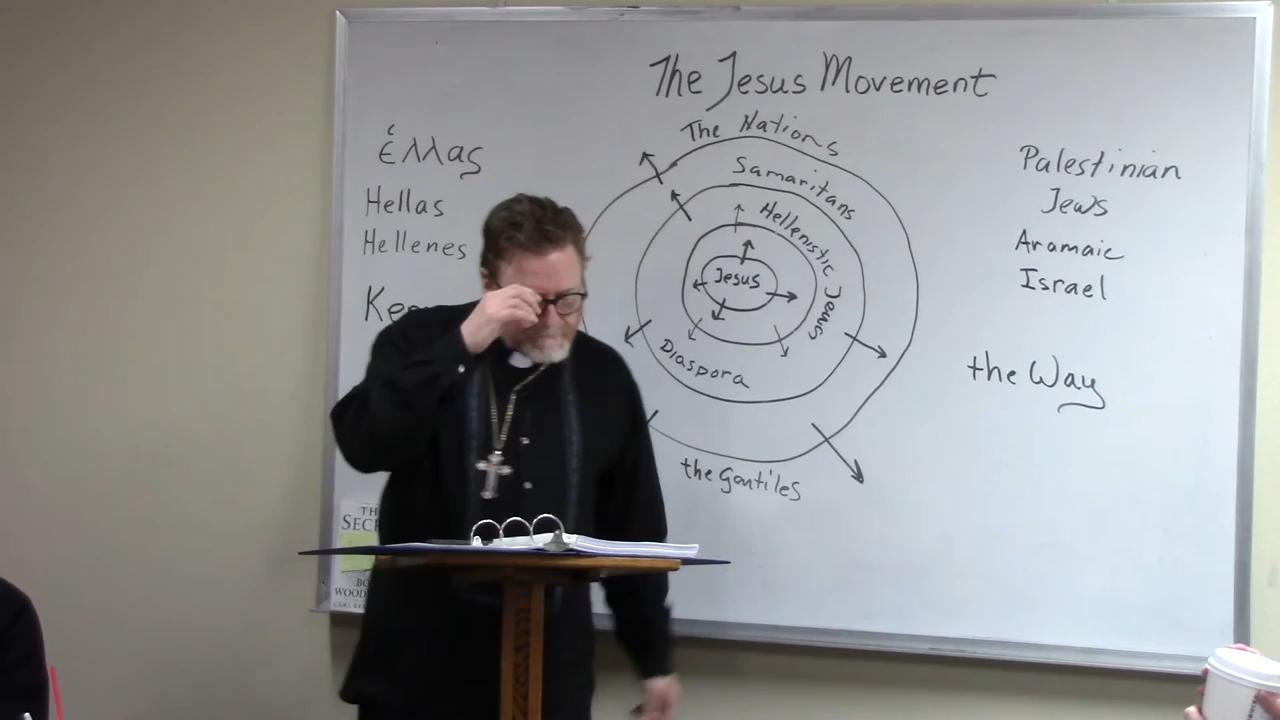 The Jesus Movement
ἑλλας
Hellas
Hellenes
The Nations
Samaritans
Hellenistic Jews
Jesus
Diaspora
the Gentiles
Palestinian
Jews
Aramaic
Israel
the Way